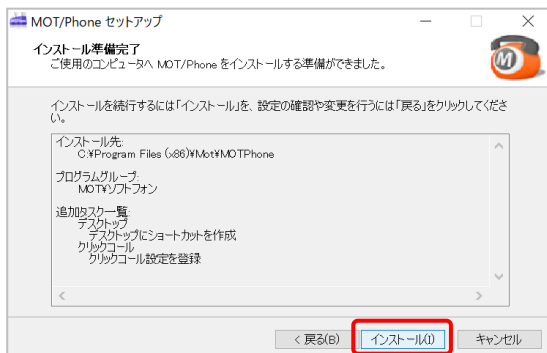 MOT/Phone セットアップ
インストール準備完了
ご使用のコンピュータへ MOT/Phone をインストールする準備ができました。
M
インストールを続行するには「インストール」を、設定の確認や変更を行うには「戻る」をクリックしてくださ
い。
インストール先:
C:¥Program Files (x86)¥Mot¥MOTPhone
プログラムグループ:
MOT¥ソフトフォン
追加タスク一覧:
デスクトップ
デスクトップにショートカットを作成
クリックコール
クリックコール設定を登録
< 戻る(B)
インストール(I)
キャンセル